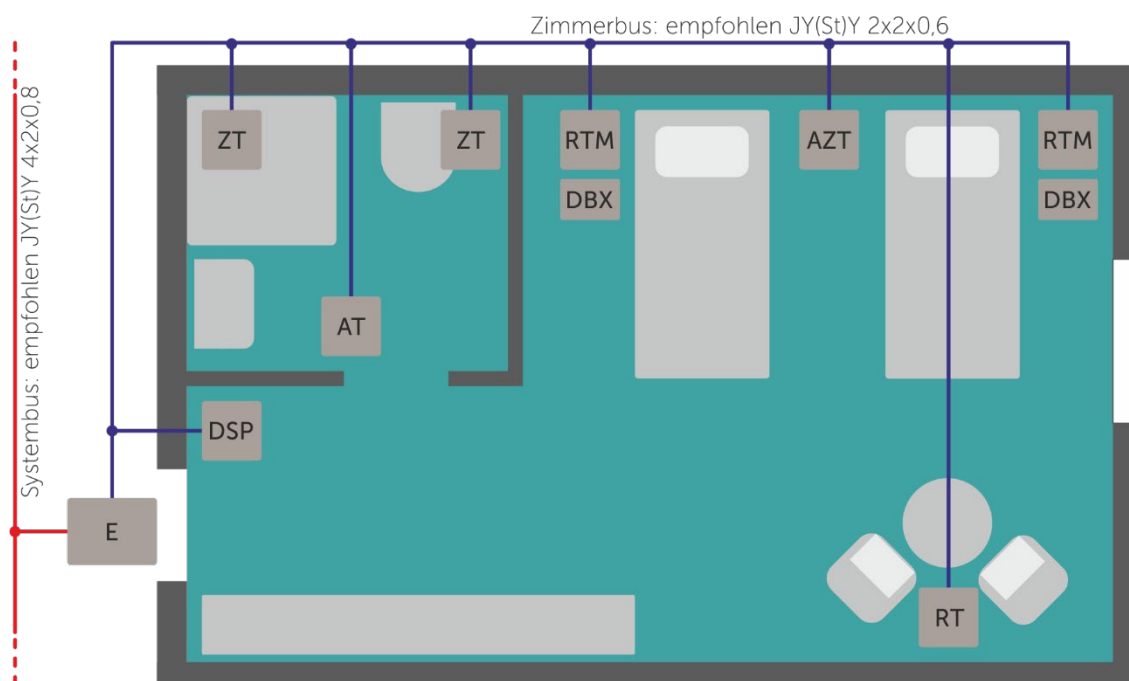 Zimmerbus: empfohlen JY(St)Y 2x2x0,6
Systembus: empfohlen JY(St)Y 4x2x0,8
ZT
ZT
RTM
AZT
RTM
DBX
DBX
AT
DSP
E
RT